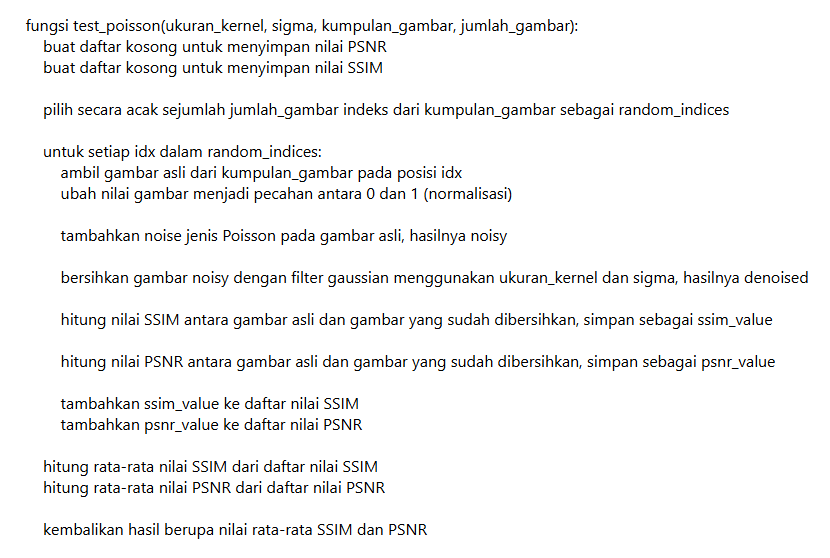 fungsi test_poisson(ukuran_kernel, sigma, kumpulan_gambar, jumlah_gambar):
buat daftar kosong untuk menyimpan nilai PSNR
buat daftar kosong untuk menyimpan nilai SSIM
pilih secara acak sejumlah jumlah_gambar indeks dari kumpulan_gambar sebagai random_indices
untuk setiap idx dalam random_indices:
ambil gambar asli dari kumpulan_gambar pada posisi idx
ubah nilai gambar menjadi pecahan antara 0 dan 1 (normalisasi)
tambahkan noise jenis Poisson pada gambar asli, hasilnya noisy
bersihkan gambar noisy dengan filter gaussian menggunakan ukuran_kernel dan sigma, hasilnya denoised
hitung nilai SSIM antara gambar asli dan gambar yang sudah dibersihkan, simpan sebagai ssim_value
hitung nilai PSNR antara gambar asli dan gambar yang sudah dibersihkan, simpan sebagai psnr_value
tambahkan ssim_value ke daftar nilai SSIM
tambahkan psnr_value ke daftar nilai PSNR
hitung rata-rata nilai SSIM dari daftar nilai SSIM
hitung rata-rata nilai PSNR dari daftar nilai PSNR
kembalikan hasil berupa nilai rata-rata SSIM dan PSNR